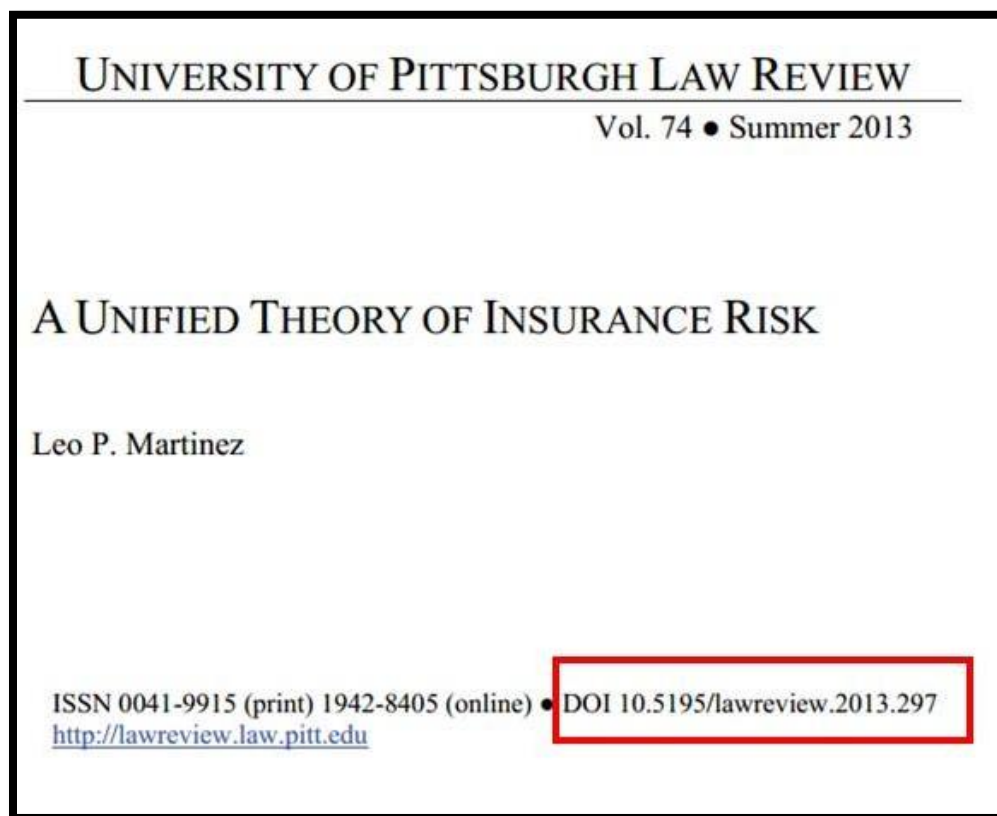 UNIVERSITY OF PITTSBURGH LAW REVIEW
Vol. 74 ● Summer 2013
A UNIFIED THEORY OF INSURANCE RISK
Leo P. Martinez
ISSN 0041-9915 (print) 1942-8405 (online) ● DOI 10.5195/lawreview.2013.297
http://lawreview.law.pitt.edu